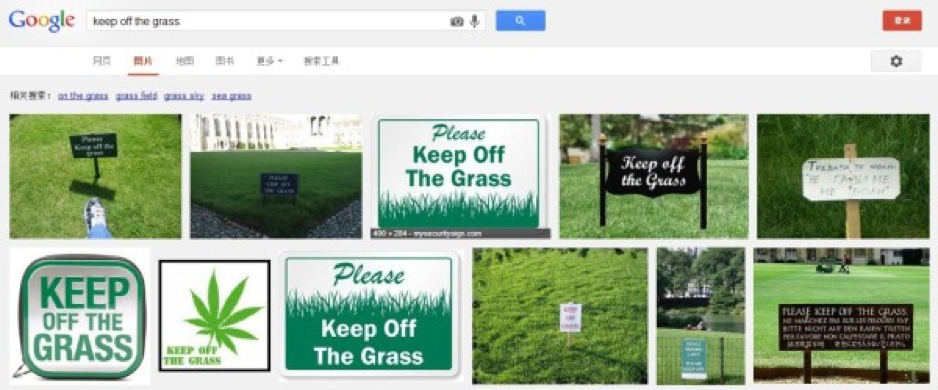 Google
keep off the grass
登录
网页 图片 地图 图书 更多 搜索工具
相关搜索： on the grass grass field grass sky sea grass
Please
Keep off the
grass
PLEASE
KEEP OFF
THE GRASS
Please
Keep Off
The Grass
400 × 284 - mysecuritysign.com
Keep off
the Grass
KEEP
OFF THE
GRASS
KEEP OFF
THE GRASS
Please
Keep Off
The Grass
KEEP
OFF
THE
GRASS
PLEASE KEEP OFF THE GRASS.
NE MARCHEZ PAS SUR LES PELOUSES SVP
BITTE NICHT AUF DEN RASEN TRETEN
PERFAVORE NON CALPESTARE IL PRATO